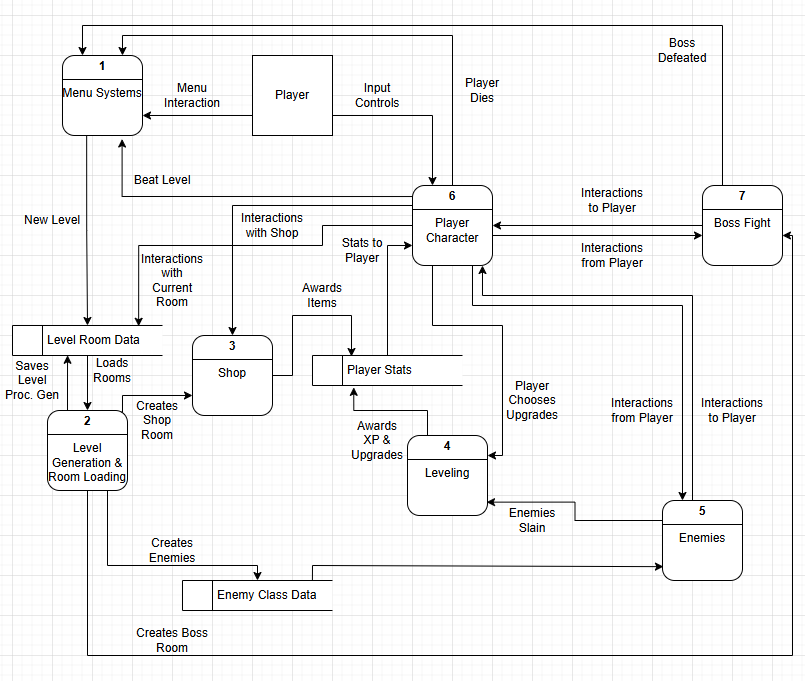 Boss
Defeated
1
Menu Systems
Menu
Interaction
Player
Input
Controls
Player
Dies
Beat Level
6
Player
Character
7
Boss Fight
Interactions
to Player
Interactions
from Player
New Level
Interactions
with Shop
Stats to
Player
Interactions
with
Current
Room
Awards
Items
Level Room Data
3
Shop
Saves
Level
Proc. Gen
Loads
Rooms
Player Stats
Creates
Shop
Room
Player
Chooses
Upgrades
Interactions
from Player
Interactions
to Player
2
Level
Generation &
Room Loading
Awards
XP &
Upgrades
4
Leveling
Enemies
Slain
5
Enemies
Creates
Enemies
Enemy Class Data
Creates Boss
Room